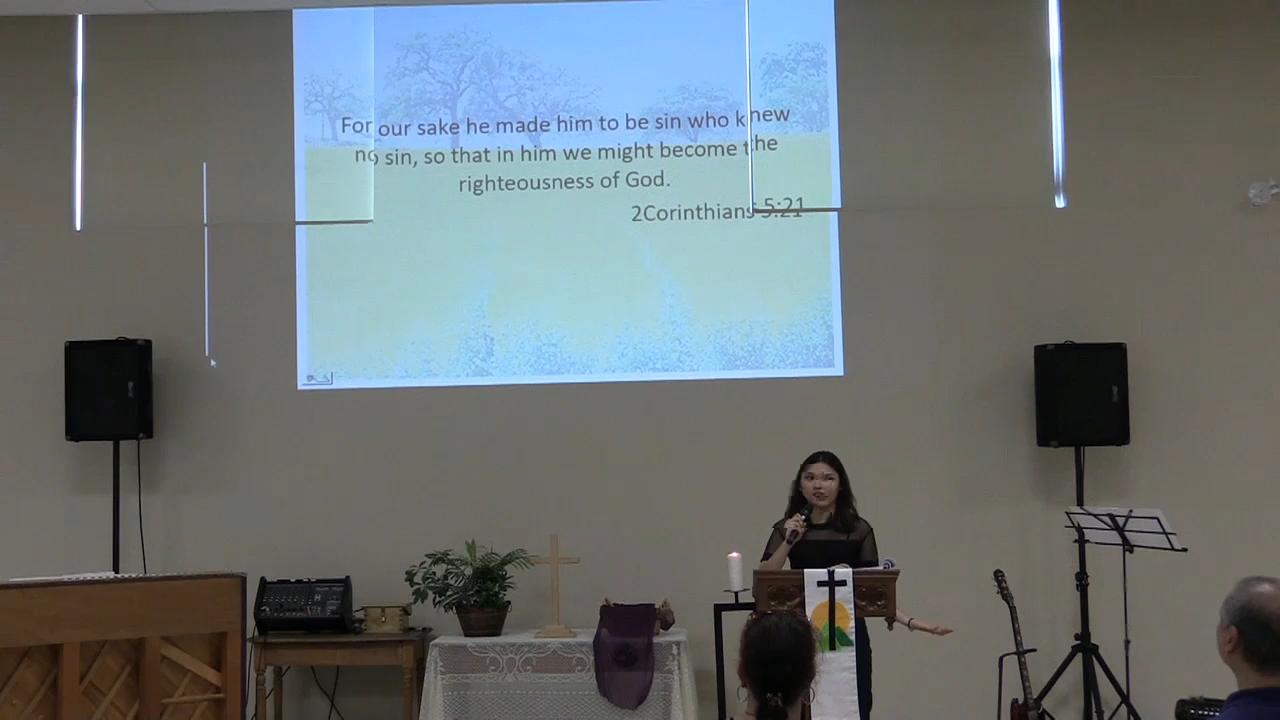 For our sake he made him to be sin who knew
no sin, so that in him we might become the
righteousness of God.
2Corinthians 5:21